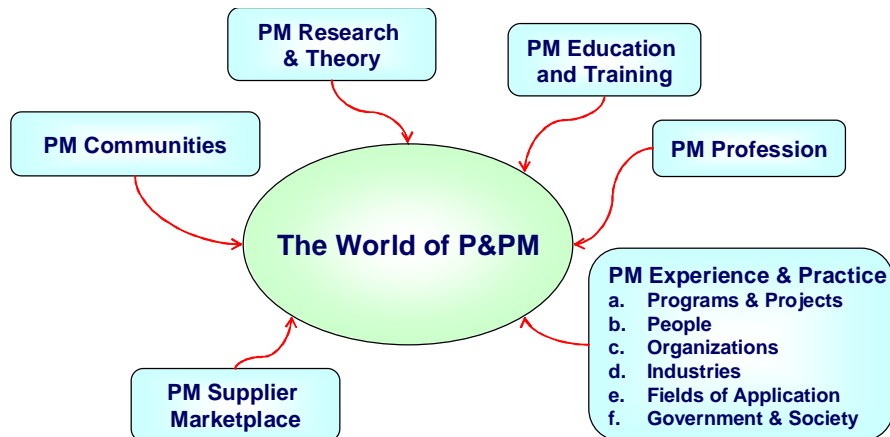 PM Research
& Theory
PM Education
and Training
PM Communities
PM Profession
The World of P&PM
PM Experience & Practice
a. Programs & Projects
b. People
c. Organizations
d. Industries
e. Fields of Application
f. Government & Society
PM Supplier
Marketplace